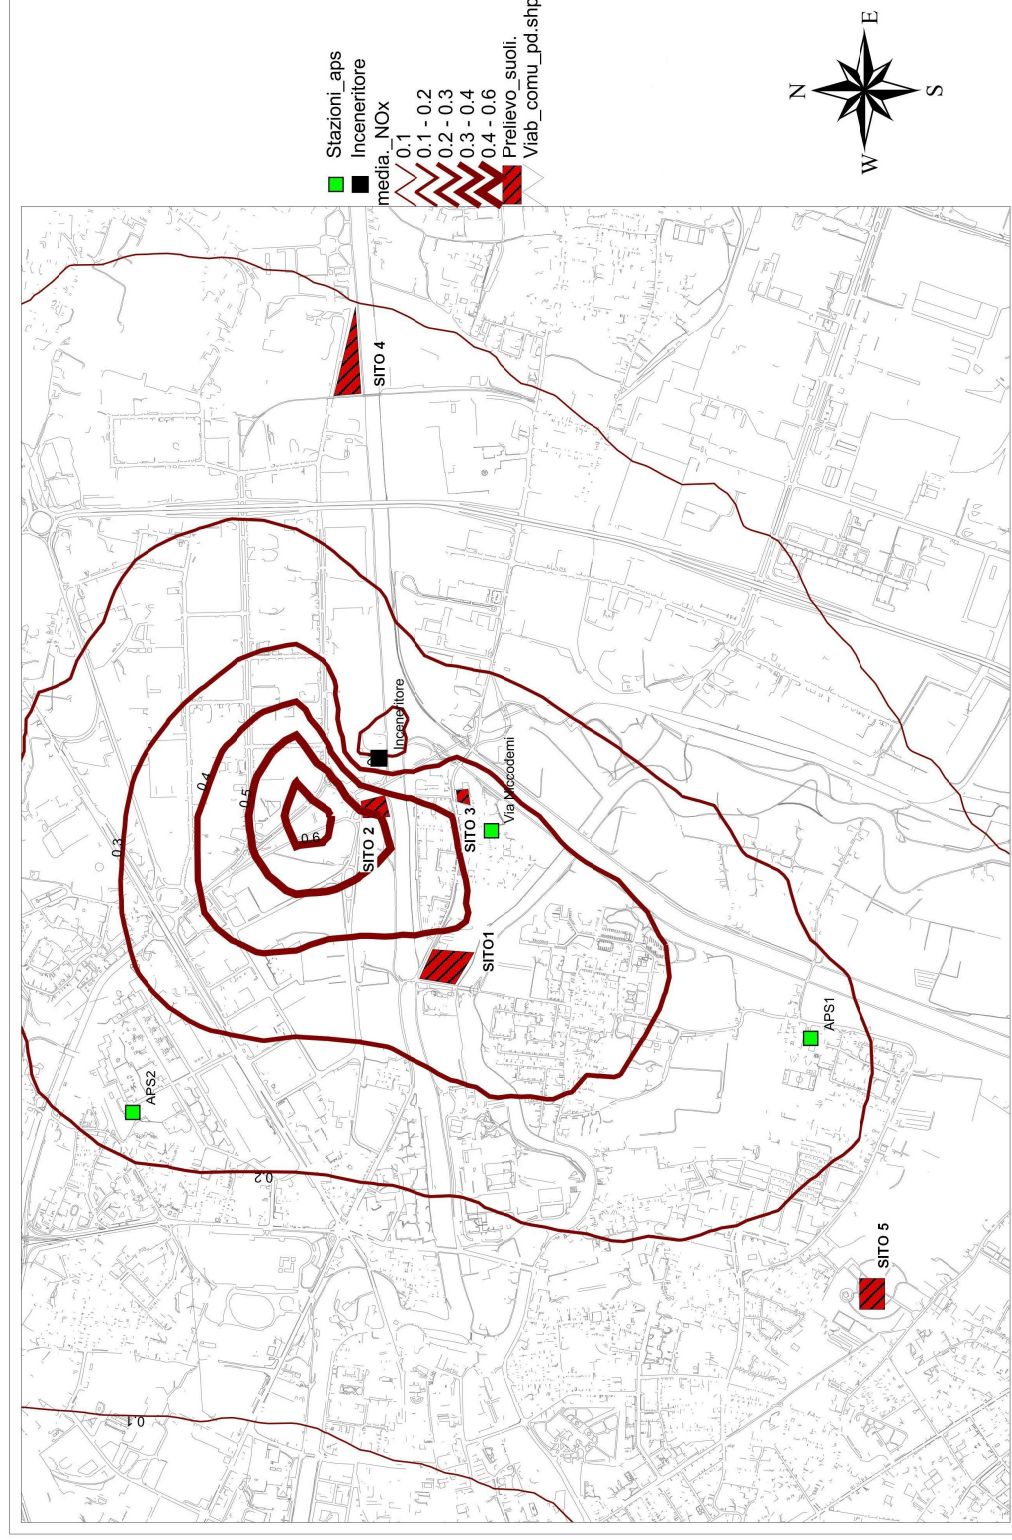 Stazioni_aps
Inceneritore
media._NOx
0.1
0.1 - 0.2
0.2 - 0.3
0.3 - 0.4
0.4 - 0.6
Prelievo_suoli.
Viab_comu_pd.shp
N
E
S
W
SITO 4
Inceneritore
Via Niccodemi
SITO 3
SITO 2
SITO1
APS1
APS2
SITO 5
0.6
0.5
0.4
0.3
0.2
0.1